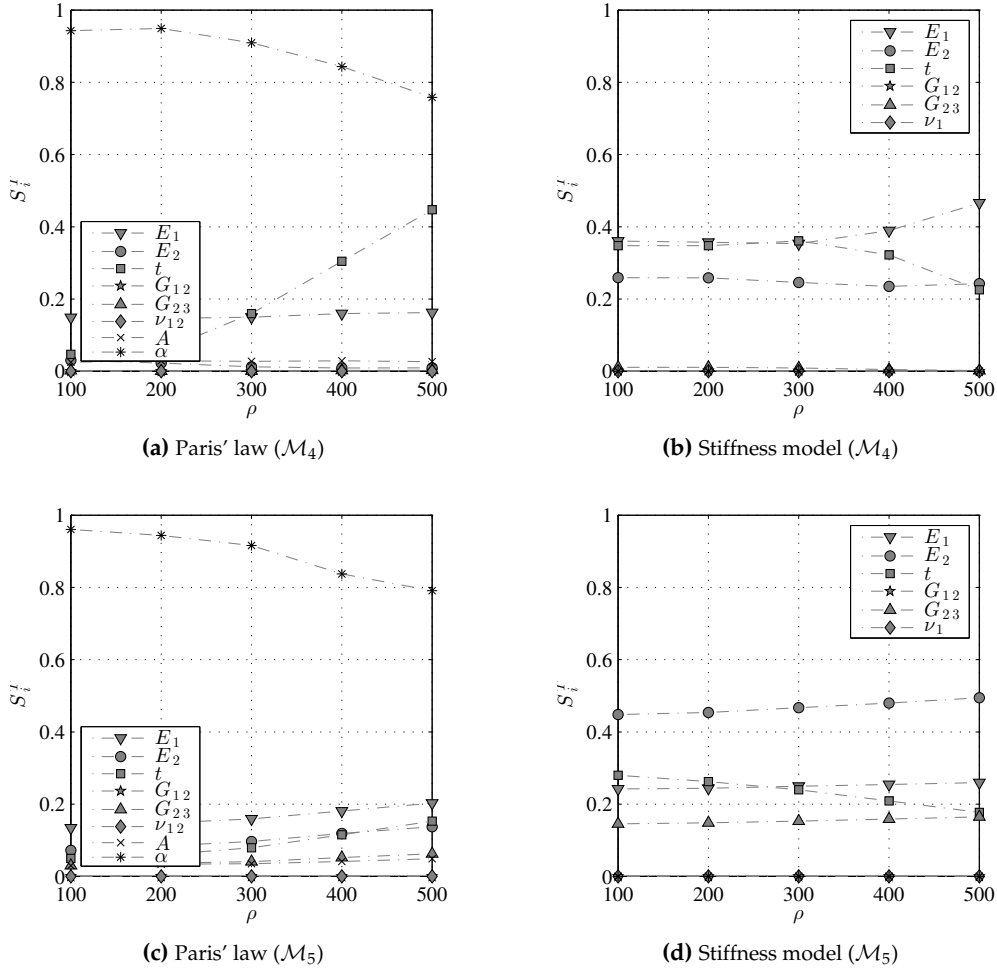 1
0.8
0.6
0.4
0.2
0
S_i^T
E_1
E_2
t
G_12
G_23
ν_12
A
α
100 200 300 400 500
ρ
(a) Paris' law (M_4)
1
0.8
0.6
0.4
0.2
0
S_i^T
E_1
E_2
t
G_12
G_23
ν_1
100 200 300 400 500
ρ
(b) Stiffness model (M_4)
1
0.8
0.6
0.4
0.2
0
S_i^T
E_1
E_2
t
G_12
G_23
ν_12
A
α
100 200 300 400 500
ρ
(c) Paris' law (M_5)
1
0.8
0.6
0.4
0.2
0
S_i^T
E_1
E_2
t
G_12
G_23
ν_1
100 200 300 400 500
ρ
(d) Stiffness model (M_5)